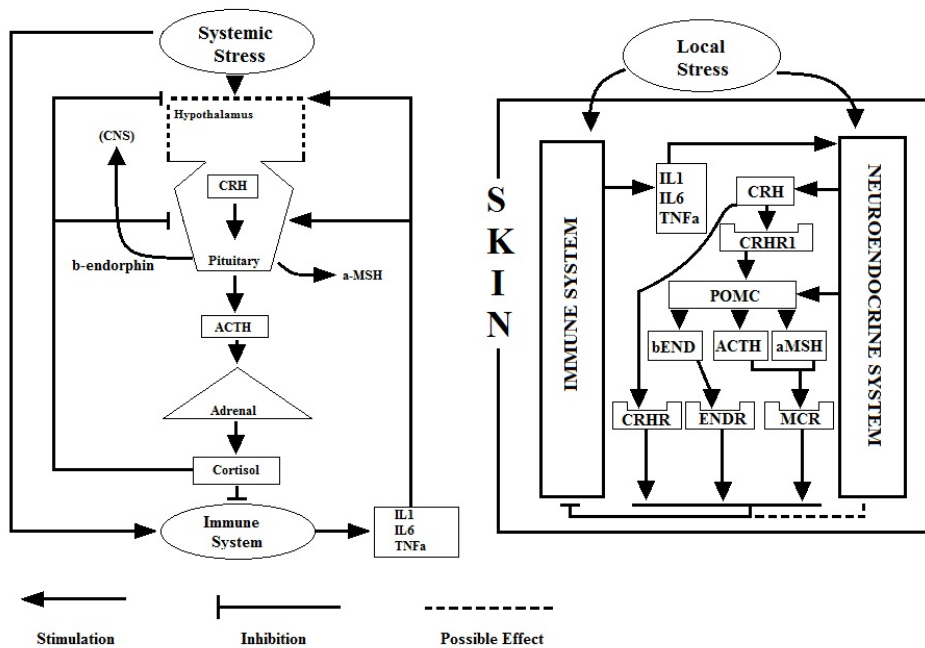 Systemic
Stress
Hypothalamus
(CNS)
CRH
b-endorphin
Pituitary
a-MSH
ACTH
Adrenal
Cortisol
Immune
System
IL1
IL6
TNFa
Local
Stress
SKIN
IMMUNE SYSTEM
IL1
IL6
TNFa
CRH
CRHR1
POMC
bEND
ACTH
aMSH
CRHR
ENDR
MCR
NEUROENDOCRINE SYSTEM
Stimulation
Inhibition
Possible Effect